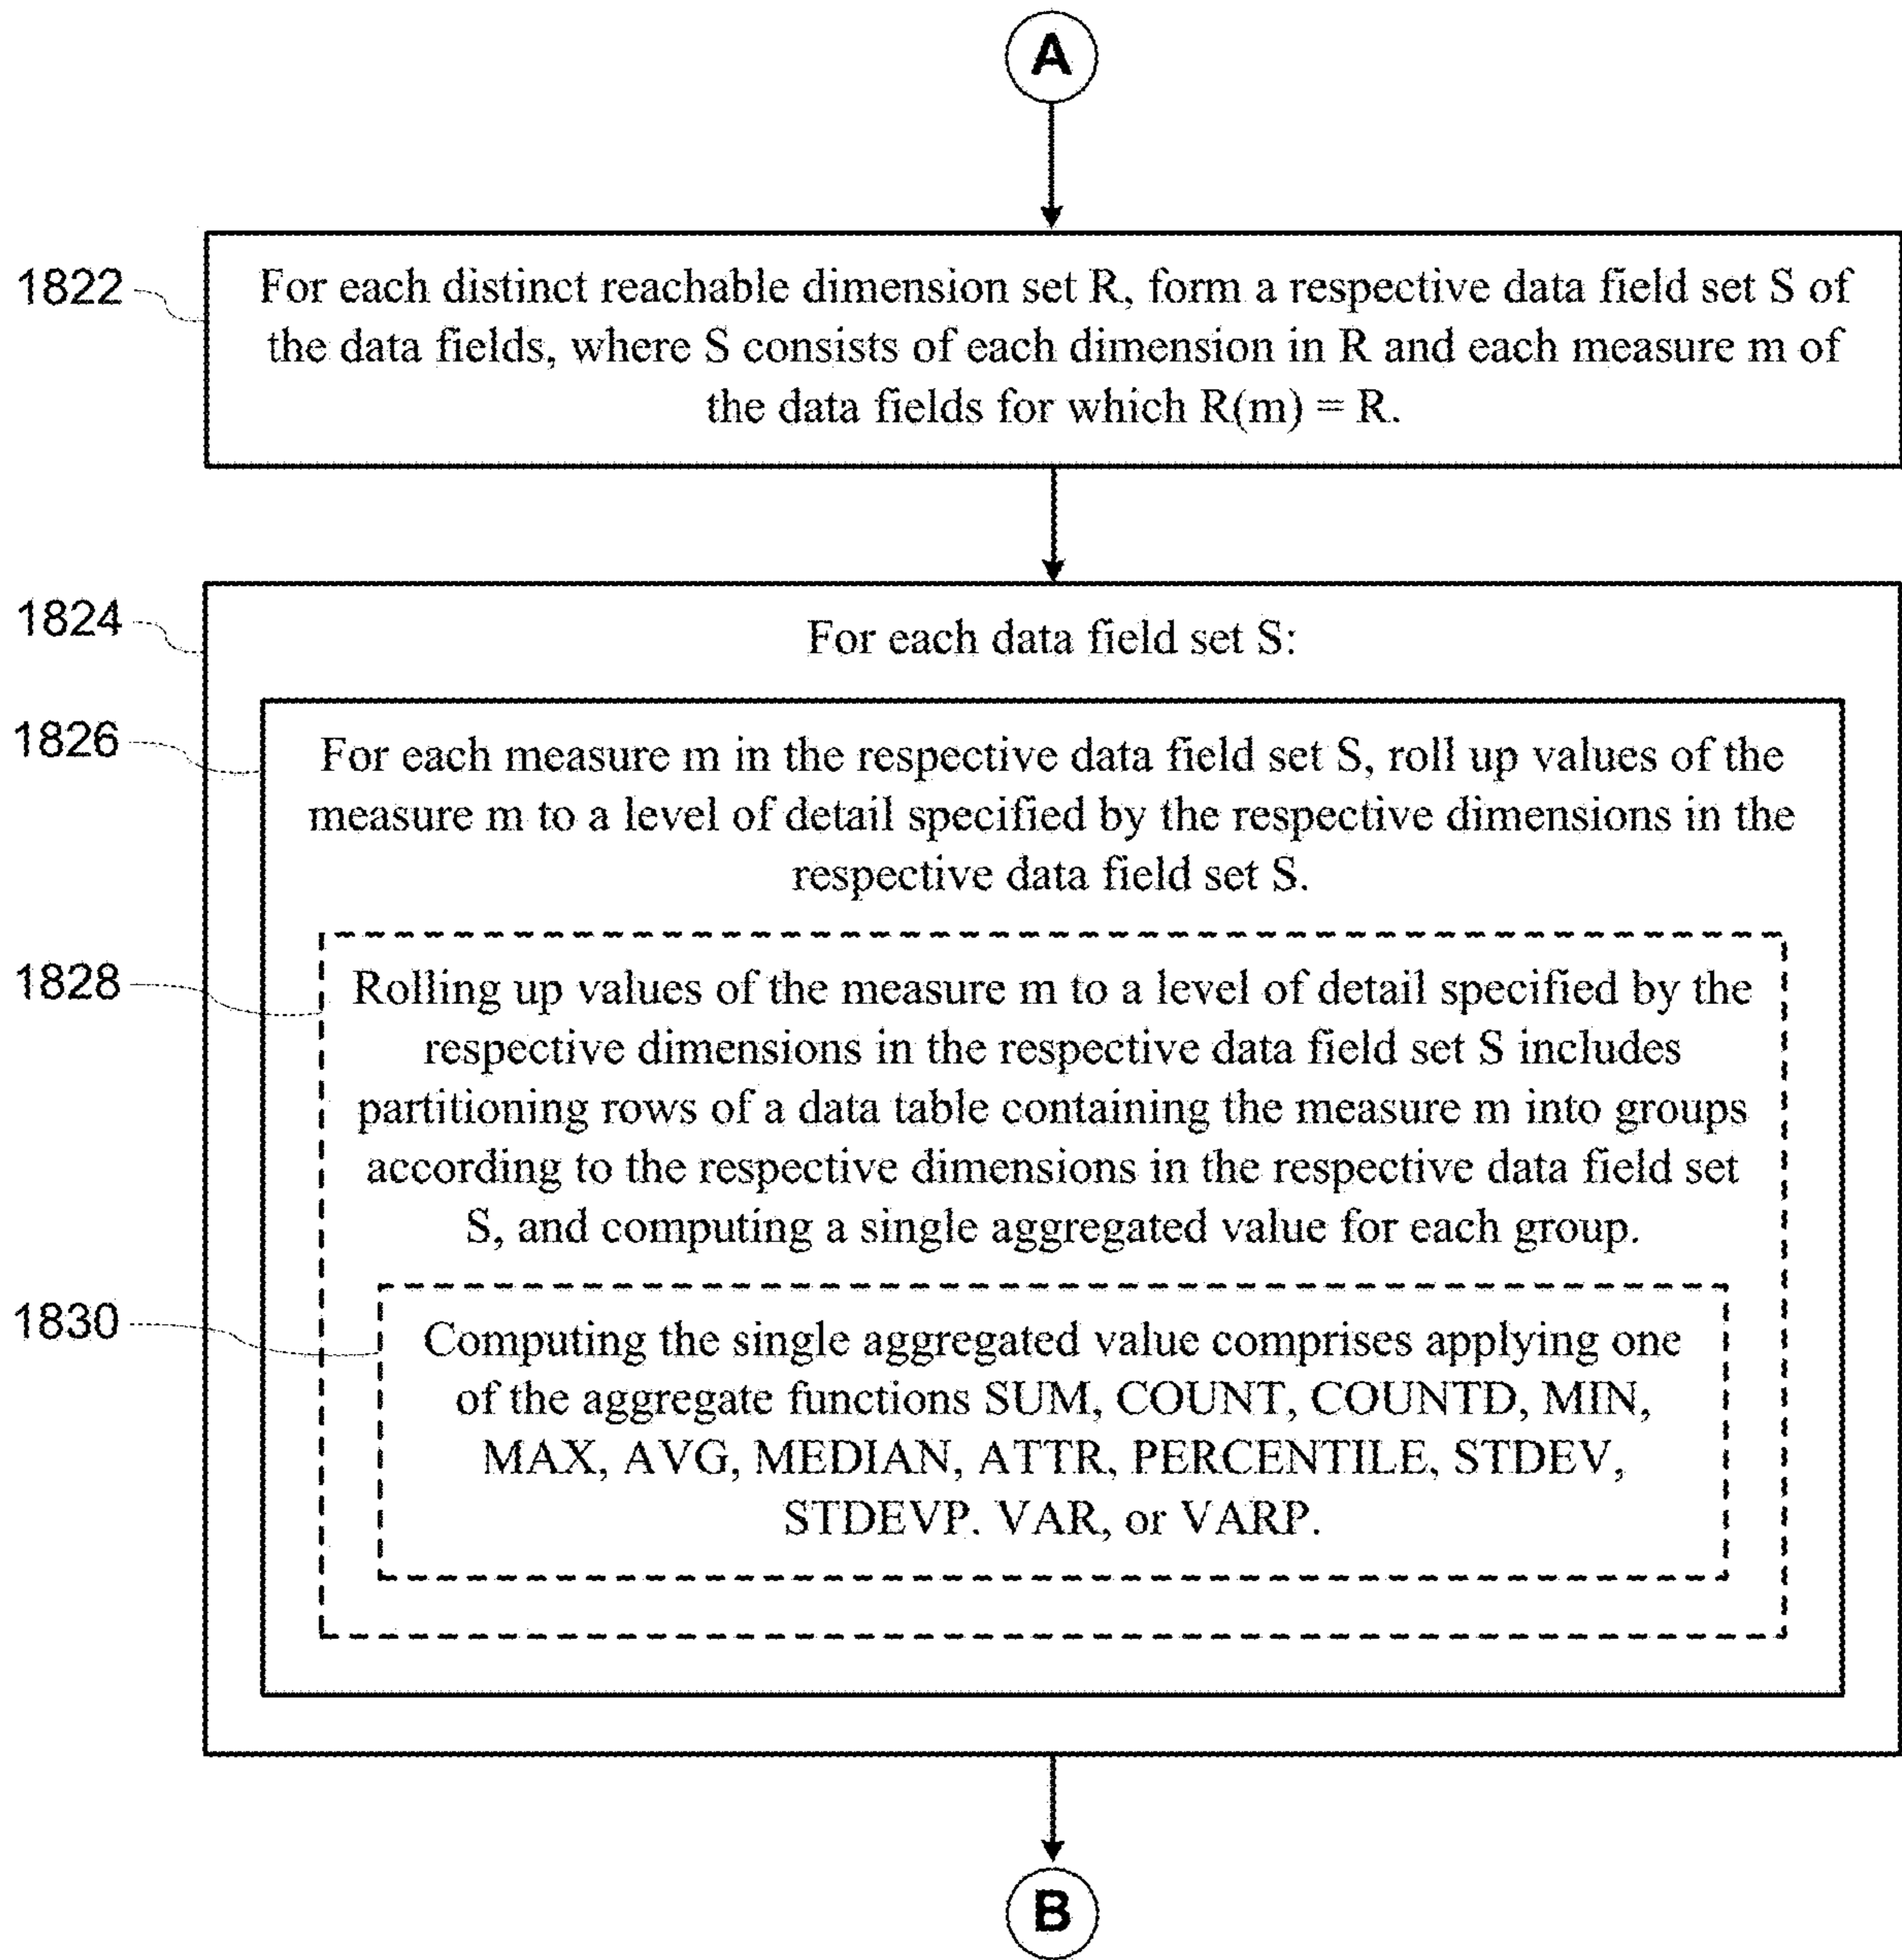 A
1822
For each distinct reachable dimension set R, form a respective data field set S of
the data fields, where S consists of each dimension in R and each measure m of
the data fields for which R(m) = R.
1824
For each data field set S:
1826
For each measure m in the respective data field set S, roll up values of the
measure m to a level of detail specified by the respective dimensions in the
respective data field set S.
1828
Rolling up values of the measure m to a level of detail specified by the
respective dimensions in the respective data field set S includes
partitioning rows of a data table containing the measure m into groups
according to the respective dimensions in the respective data field set
S, and computing a single aggregated value for each group.
1830
Computing the single aggregated value comprises applying one
of the aggregate functions SUM, COUNT, COUNTD, MIN,
MAX, AVG, MEDIAN, ATTR, PERCENTILE, STDEV,
STDEVP. VAR, or VARP.
B